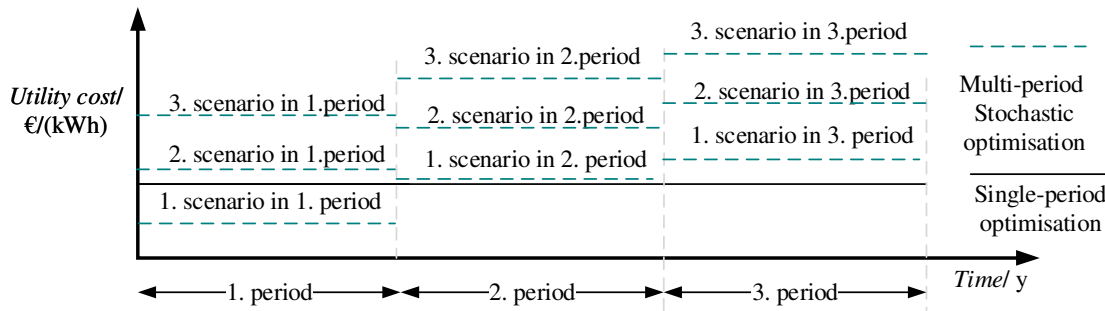 Utility cost/
€/(kWh)
3. scenario in 1.period
2. scenario in 1.period
1. scenario in 1. period
3. scenario in 2.period
2. scenario in 2.period
1. scenario in 2. period
3. scenario in 3.period
2. scenario in 3.period
1. scenario in 3. period
Multi-period
Stochastic
optimisation
Single-period
optimisation
Time/ y
1. period
2. period
3. period